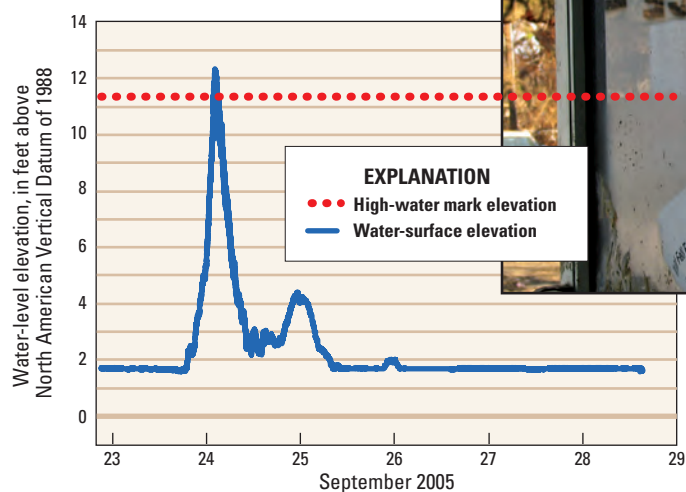 Water-level elevation, in feet above
North American Vertical Datum of 1988
14
12
10
8
6
4
2
0
EXPLANATION
High-water mark elevation
Water-surface elevation
23
24
25
26
27
28
29
September 2005